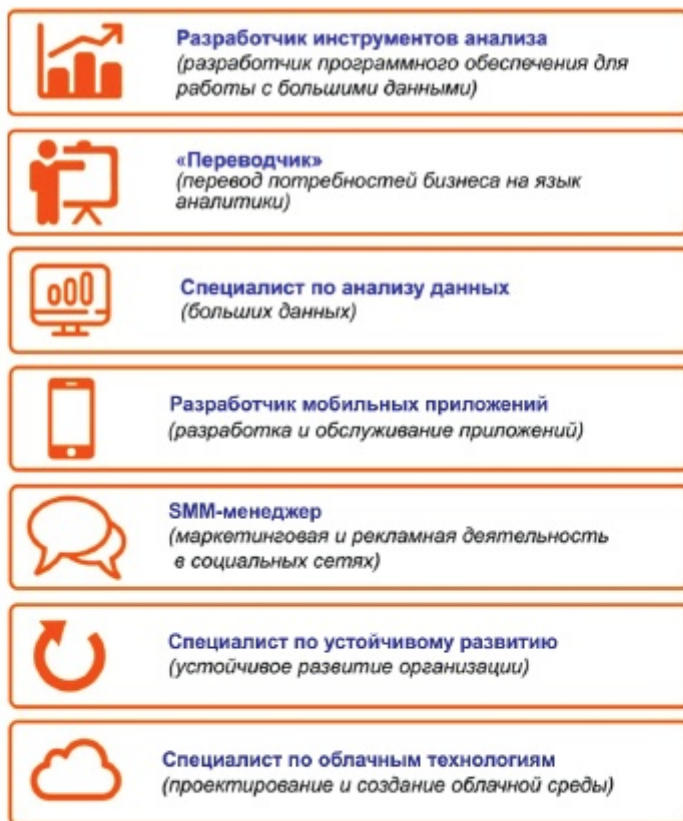 Разработчик инструментов анализа
(разработчик программного обеспечения для
работы с большими данными)
«Переводчик»
(перевод потребностей бизнеса на язык
аналитики)
Специалист по анализу данных
(больших данных)
Разработчик мобильных приложений
(разработка и обслуживание приложений)
SMM-менеджер
(маркетинговая и рекламная деятельность
в социальных сетях)
Специалист по устойчивому развитию
(устойчивое развитие организации)
Специалист по облачным технологиям
(проектирование и создание облачной среды)